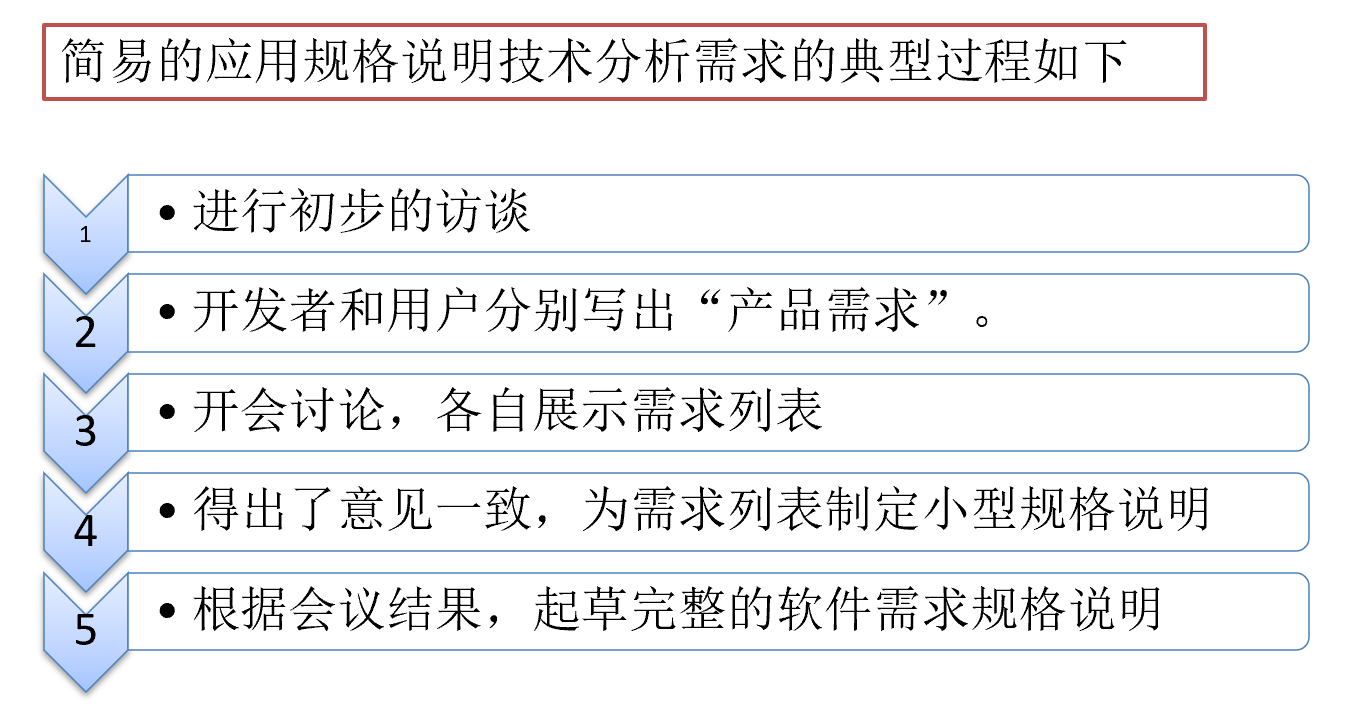 简易的应用规格说明技术分析需求的典型过程如下
1
• 进行初步的访谈
2
• 开发者和用户分别写出“产品需求”。
3
• 开会讨论，各自展示需求列表
4
• 得出了意见一致，为需求列表制定小型规格说明
5
• 根据会议结果，起草完整的软件需求规格说明